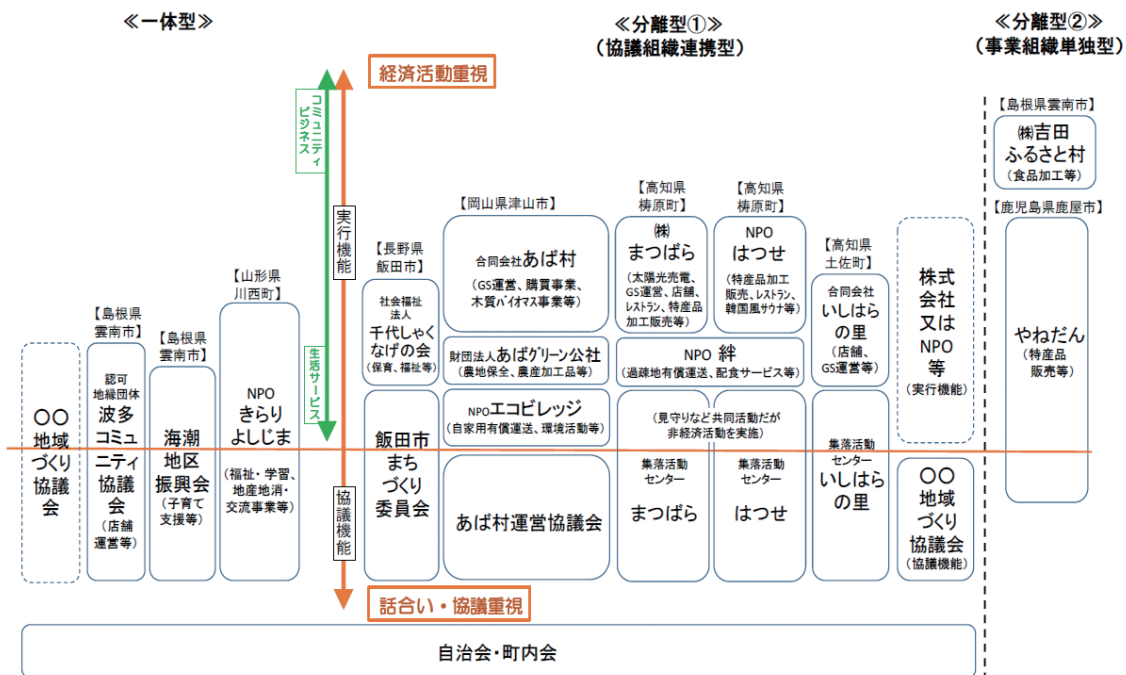 ≪一体型≫
≪分離型①≫
(協議組織連携型)
≪分離型②≫
(事業組織単独型)
経済活動重視
コミュニティ
ビジネス
実行機能
生活サービス
協議機能
話合い・協議重視
〇〇
地域
づくり
協議
会
【島根県
雲南市】
認可
地縁団体
波多
コミュ
ニティ
協議
会
(店舗
運営等)
【島根県
雲南市】
海潮
地区
振興会
(子育て
支援等)
【山形県
川西町】
NPO
きらり
よしじま
(福祉・学習、
地産地消・
交流事業等)
【長野県
飯田市】
社会福祉
法人
千代しゃく
なげの会
(保育、福祉等)
飯田市
まち
づくり
委員会
【岡山県津山市】
合同会社あば村
(GS運営、購買事業、
木質バイオマス事業等)
財団法人あばグリーン公社
(農地保全、農産加工品等)
NPOエコビレッジ
(自家用有償運送、環境活動等)
あば村運営協議会
【高知県
梼原町】
㈱
まつばら
(太陽光売電、
GS運営、店舗、
レストラン、特産品
加工販売等)
【高知県
梼原町】
NPO
はつせ
(特産品加工
販売、レストラン、
韓国風サウナ等)
NPO 絆
(過疎地有償運送、配食サービス等)
(見守りなど共同活動だが
非経済活動を実施)
集落活動
センター
まつばら
集落活動
センター
はつせ
【高知県
土佐町】
合同会社
いしはら
の里
(店舗、
GS運営等)
集落活動
センター
いしはら
の里
株式
会社
又は
NPO
等
(実行機能)
〇〇
地域
づくり
協議会
(協議機能)
【島根県雲南市】
㈱吉田
ふるさと村
(食品加工等)
【鹿児島県鹿屋市】
やねだん
(特産品
販売等)
自治会・町内会